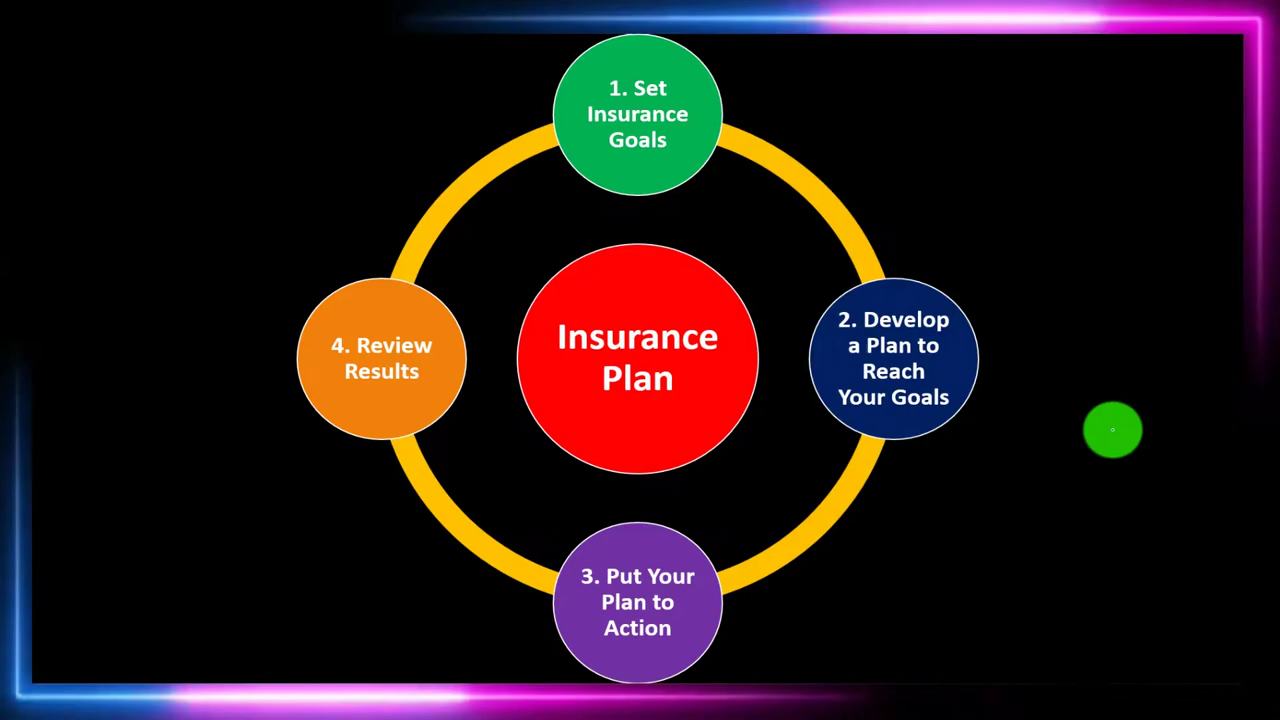 1. Set
Insurance
Goals
Insurance
Plan
2. Develop
a Plan to
Reach
Your Goals
3. Put Your
Plan to
Action
4. Review
Results